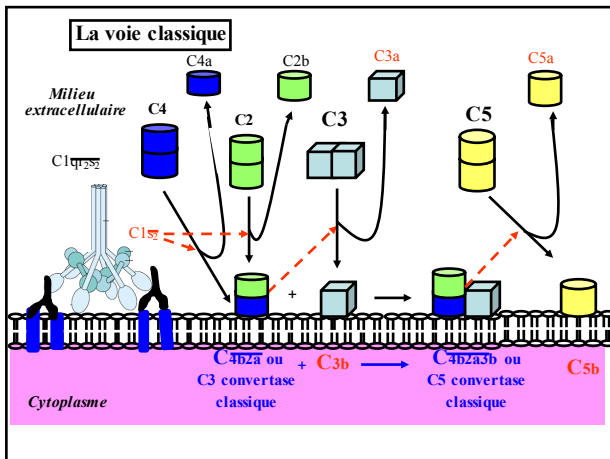 La voie classique
C4a
C2b
C3a
C5a
Milieu
extracellulaire
C4
C2
C3
C5
C1qr2s2
C1s2
+
C4b2a ou
C3 convertase
classique
+
C3b
C4b2a3b ou
C5 convertase
classique
C5b
Cytoplasme